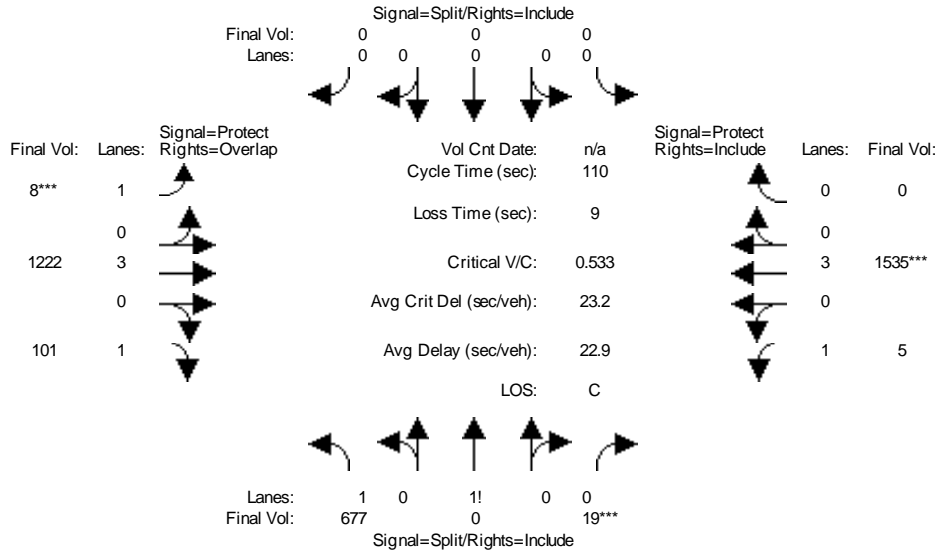 Signal=Split/Rights=Include
Final Vol: 0 0 0
Lanes: 0 0 0 0 0
Signal=Protect
Final Vol: Lanes: Rights=Overlap
Vol Cnt Date: n/a
Signal=Protect
Rights=Include Lanes: Final Vol:
Cycle Time (sec): 110
8*** 1
0 0
Loss Time (sec): 9
0
0
1222 3
Critical V/C: 0.533
3 1535***
0
Avg Crit Del (sec/veh): 23.2
0
101 1
Avg Delay (sec/veh): 22.9
1 5
LOS: C
Lanes: 1 0 1! 0 0
Final Vol: 677 0 19***
Signal=Split/Rights=Include